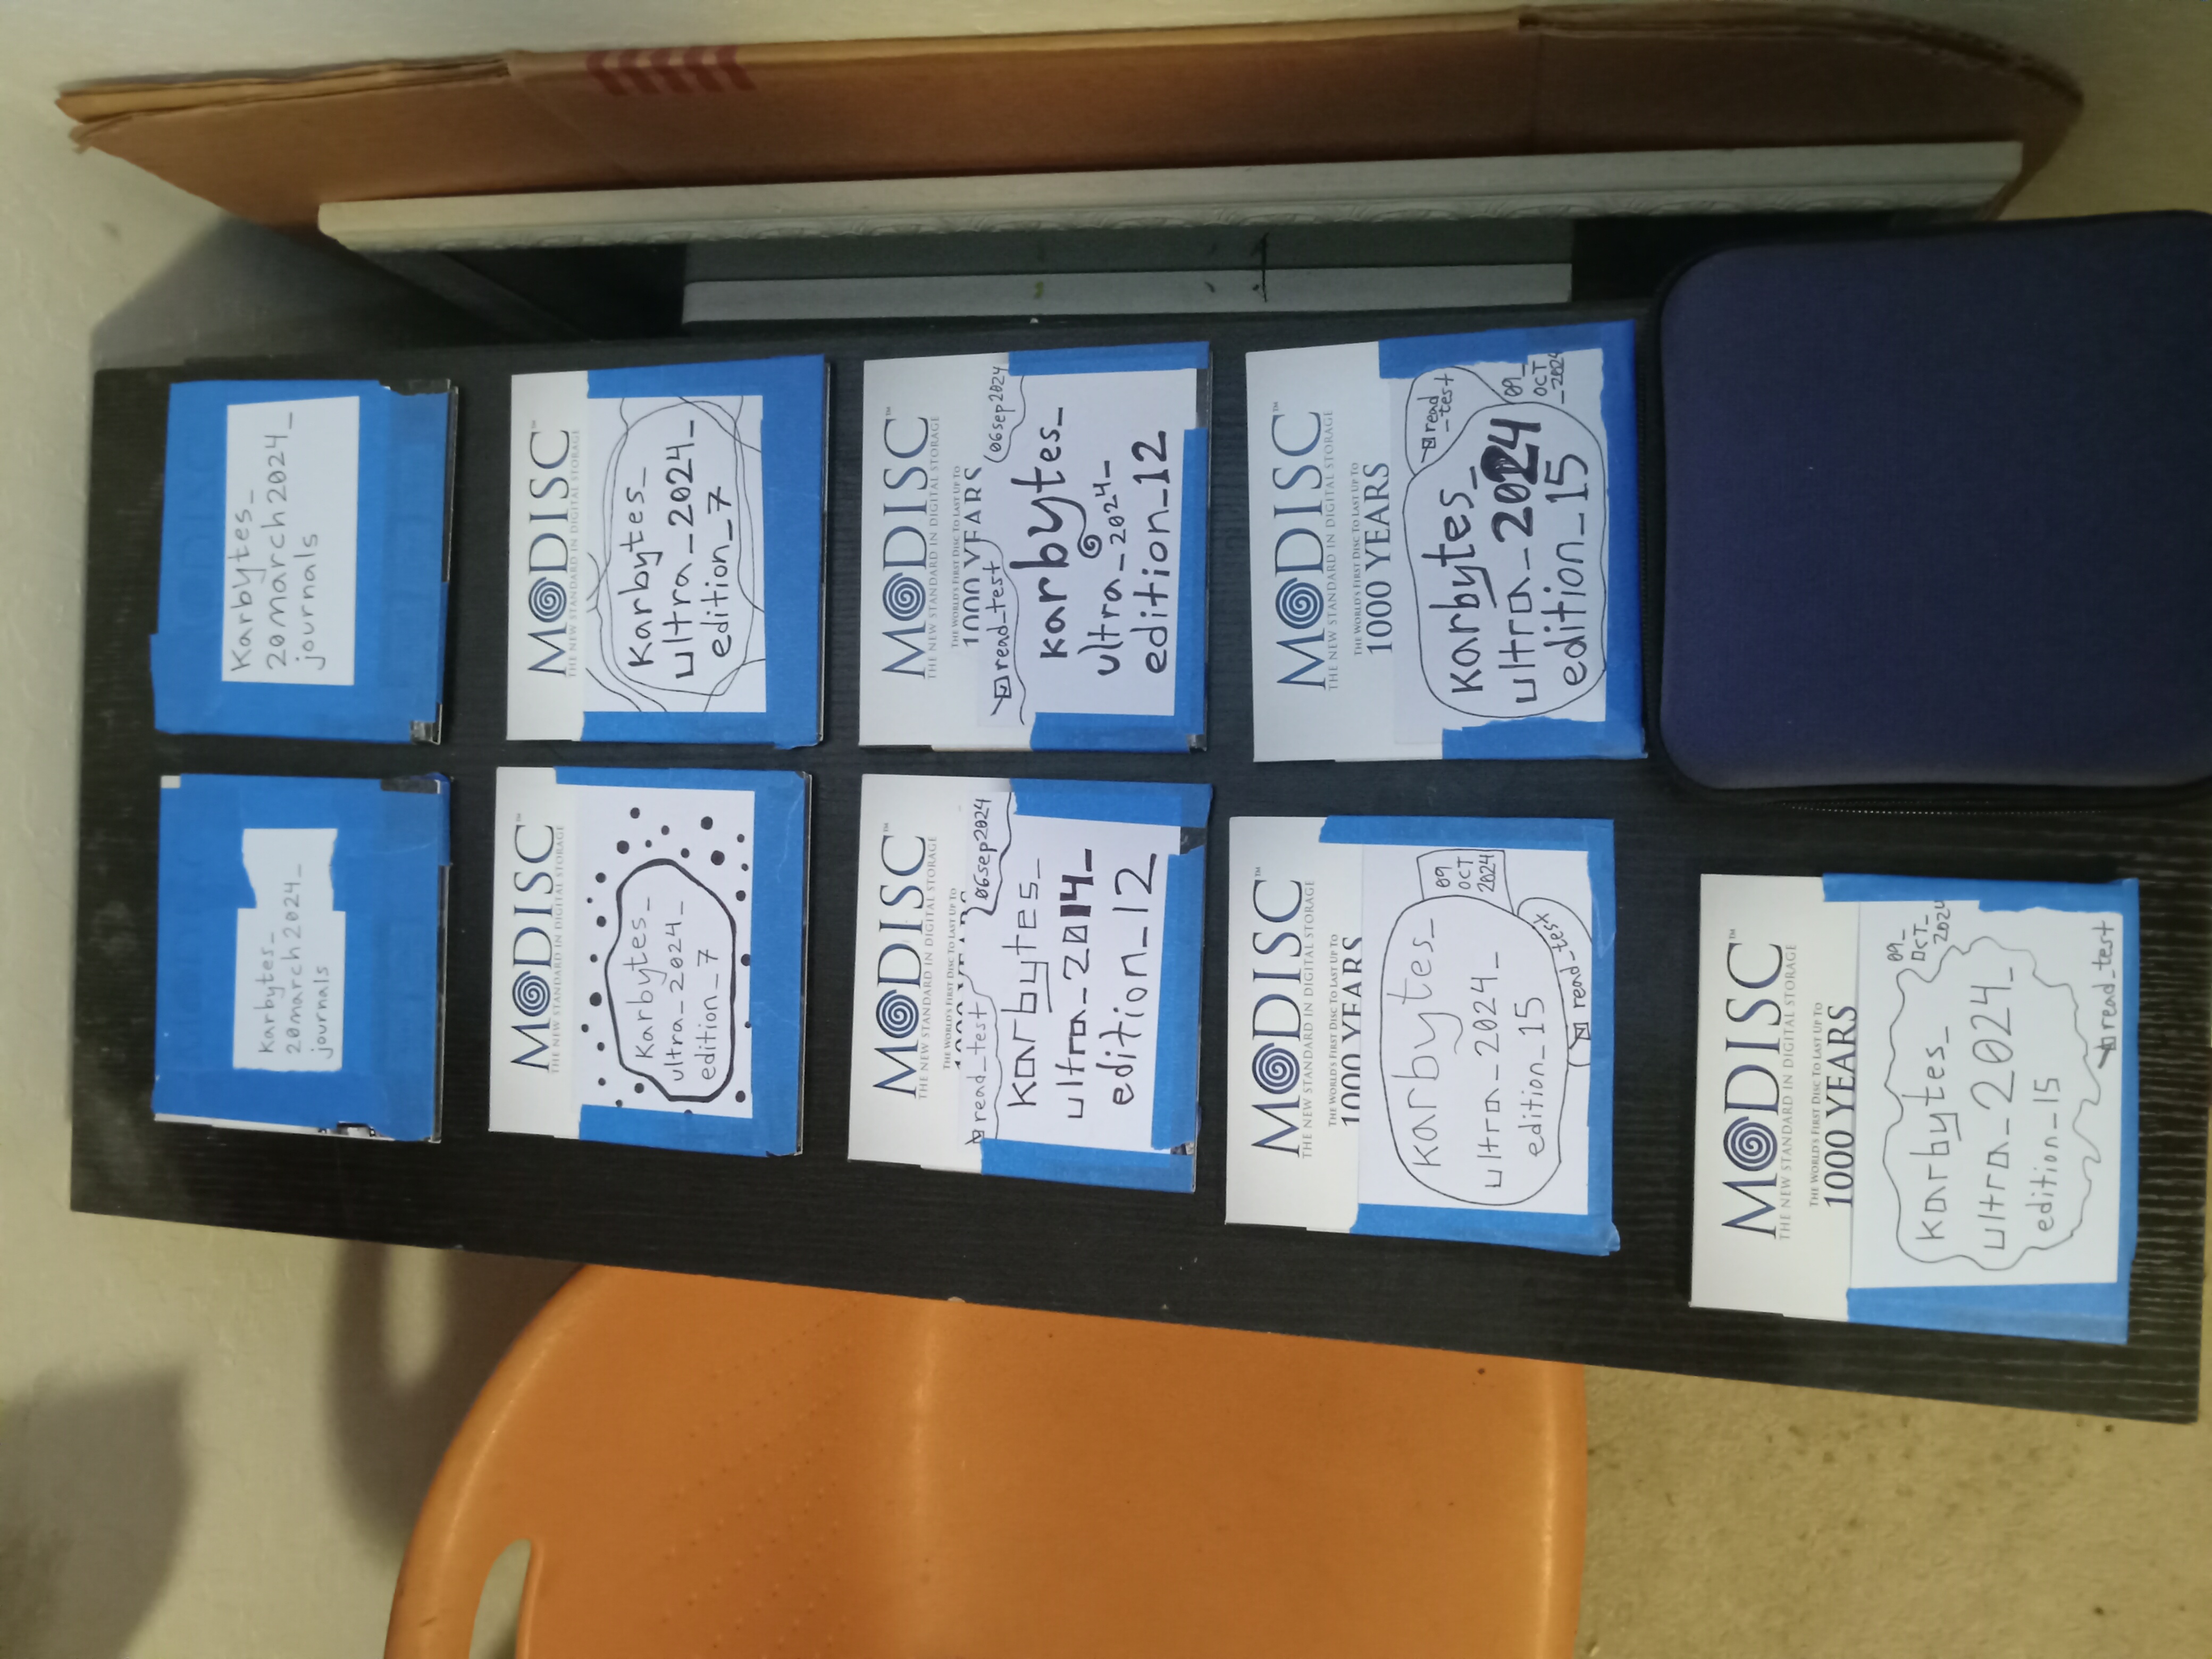 karbytes_
20march2024_
journals
Karbytes_
20march2024_
journals
MODISC™
THE NEW STANDARD IN DIGITAL STORAGE
karbytes_
ultra_2024_
edition_7
MODISC™
THE NEW STANDARD IN DIGITAL STORAGE
karbytes_
ultra_2024_
edition_7
MODISC™
THE NEW STANDARD IN DIGITAL STORAGE
THE WORLD'S FIRST DISC TO LAST UP TO
1000 YEARS
read_test
06sep2024
karbytes_
ultra_2014_
edition_12
MODISC™
THE NEW STANDARD IN DIGITAL STORAGE
THE WORLD'S FIRST DISC TO LAST UP TO
1000 YEARS
read_test
06sep2024
karbytes_
ultra_2024_
edition_12
MODISC™
THE NEW STANDARD IN DIGITAL STORAGE
THE WORLD'S FIRST DISC TO LAST UP TO
1000 YEARS
karbytes_
ultra_2024_
edition_15
09
OCT
2024
read_test
MODISC™
THE NEW STANDARD IN DIGITAL STORAGE
THE WORLD'S FIRST DISC TO LAST UP TO
1000 YEARS
karbytes_
ultra_2024
edition_15
read
_test
09_
OCT
_2024
MODISC™
THE NEW STANDARD IN DIGITAL STORAGE
THE WORLD'S FIRST DISC TO LAST UP TO
1000 YEARS
karbytes_
ultra_2024_
edition_15
09_
OCT_
2024
read_test